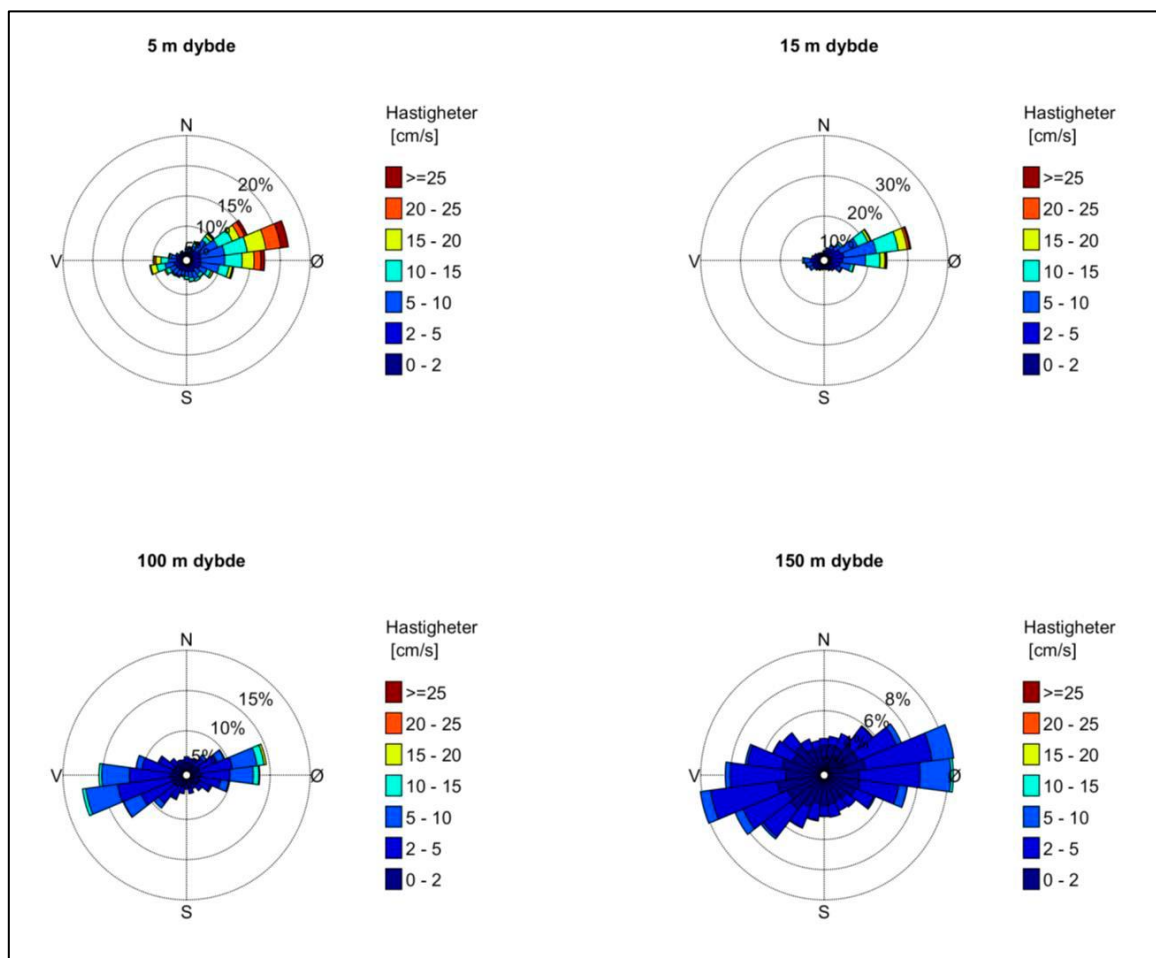 5 m dybde
N
V
Ø
S
10%
15%
20%
Hastigheter
[cm/s]
>=25
20 - 25
15 - 20
10 - 15
5 - 10
2 - 5
0 - 2
15 m dybde
N
V
Ø
S
10%
20%
30%
Hastigheter
[cm/s]
>=25
20 - 25
15 - 20
10 - 15
5 - 10
2 - 5
0 - 2
100 m dybde
N
V
Ø
S
5%
10%
15%
Hastigheter
[cm/s]
>=25
20 - 25
15 - 20
10 - 15
5 - 10
2 - 5
0 - 2
150 m dybde
N
V
Ø
S
6%
8%
Hastigheter
[cm/s]
>=25
20 - 25
15 - 20
10 - 15
5 - 10
2 - 5
0 - 2